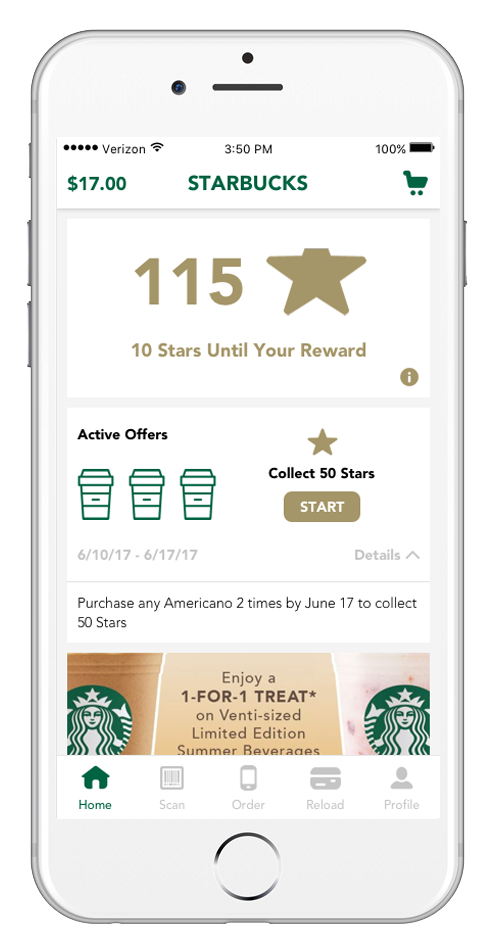 Verizon 3:50 PM 100%
$17.00 STARBUCKS
115
10 Stars Until Your Reward
i
Active Offers
Collect 50 Stars
START
6/10/17 - 6/17/17 Details
Purchase any Americano 2 times by June 17 to collect
50 Stars
Enjoy a
1-FOR-1 TREAT*
on Venti-sized
Limited Edition
Summer Beverages
Home Scan Order Reload Profile